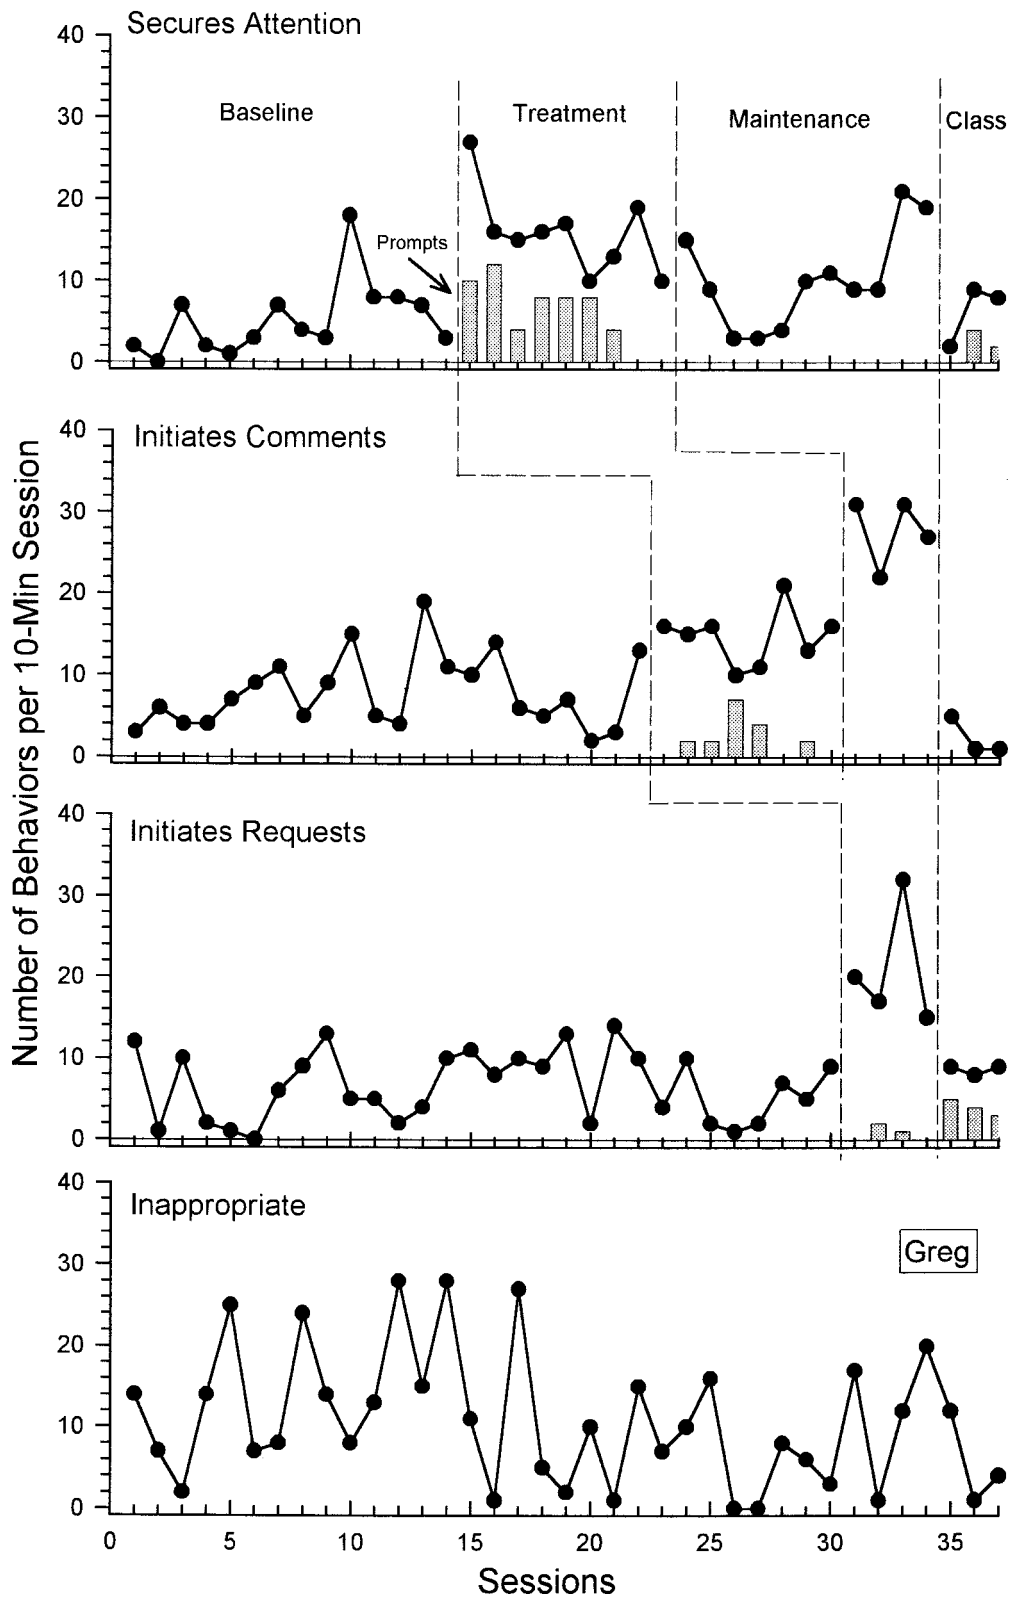 Secures Attention
40
30
20
10
0
Baseline
Treatment
Maintenance
Class
Prompts
Number of Behaviors per 10-Min Session
Initiates Comments
40
30
20
10
0
Initiates Requests
40
30
20
10
0
Inappropriate
40
30
20
10
0
Greg
0 5 10 15 20 25 30 35
Sessions